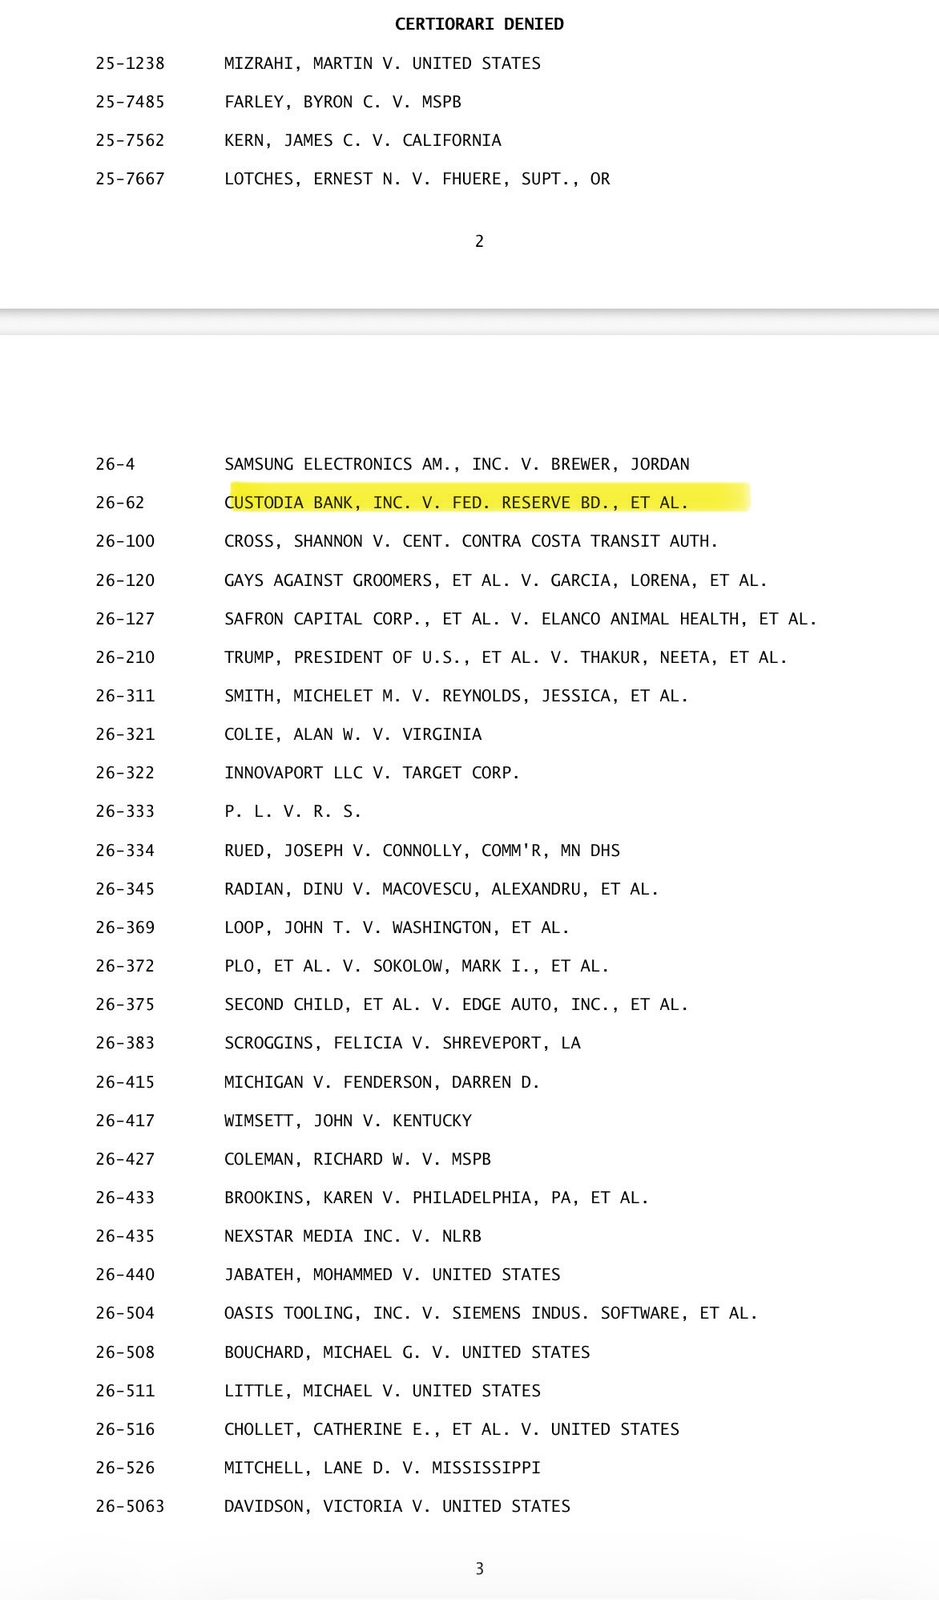 CERTIORARI DENIED
25-1238 MIZRAHI, MARTIN V. UNITED STATES
25-7485 FARLEY, BYRON C. V. MSPB
25-7562 KERN, JAMES C. V. CALIFORNIA
25-7667 LOTCHES, ERNEST N. V. FHUERE, SUPT., OR
2
26-4 SAMSUNG ELECTRONICS AM., INC. V. BREWER, JORDAN
26-62 CUSTODIA BANK, INC. V. FED. RESERVE BD., ET AL.
26-100 CROSS, SHANNON V. CENT. CONTRA COSTA TRANSIT AUTH.
26-120 GAYS AGAINST GROOMERS, ET AL. V. GARCIA, LORENA, ET AL.
26-127 SAFRON CAPITAL CORP., ET AL. V. ELANCO ANIMAL HEALTH, ET AL.
26-210 TRUMP, PRESIDENT OF U.S., ET AL. V. THAKUR, NEETA, ET AL.
26-311 SMITH, MICHELET M. V. REYNOLDS, JESSICA, ET AL.
26-321 COLIE, ALAN W. V. VIRGINIA
26-322 INNOVAPORT LLC V. TARGET CORP.
26-333 P. L. V. R. S.
26-334 RUED, JOSEPH V. CONNOLLY, COMM'R, MN DHS
26-345 RADIAN, DINU V. MACOVESCU, ALEXANDRU, ET AL.
26-369 LOOP, JOHN T. V. WASHINGTON, ET AL.
26-372 PLO, ET AL. V. SOKOLOW, MARK I., ET AL.
26-375 SECOND CHILD, ET AL. V. EDGE AUTO, INC., ET AL.
26-383 SCROGGINS, FELICIA V. SHREVEPORT, LA
26-415 MICHIGAN V. FENDERSON, DARREN D.
26-417 WIMSETT, JOHN V. KENTUCKY
26-427 COLEMAN, RICHARD W. V. MSPB
26-433 BROOKINS, KAREN V. PHILADELPHIA, PA, ET AL.
26-435 NEXSTAR MEDIA INC. V. NLRB
26-440 JABATEH, MOHAMMED V. UNITED STATES
26-504 OASIS TOOLING, INC. V. SIEMENS INDUS. SOFTWARE, ET AL.
26-508 BOUCHARD, MICHAEL G. V. UNITED STATES
26-511 LITTLE, MICHAEL V. UNITED STATES
26-516 CHOLLET, CATHERINE E., ET AL. V. UNITED STATES
26-526 MITCHELL, LANE D. V. MISSISSIPPI
26-5063 DAVIDSON, VICTORIA V. UNITED STATES
3